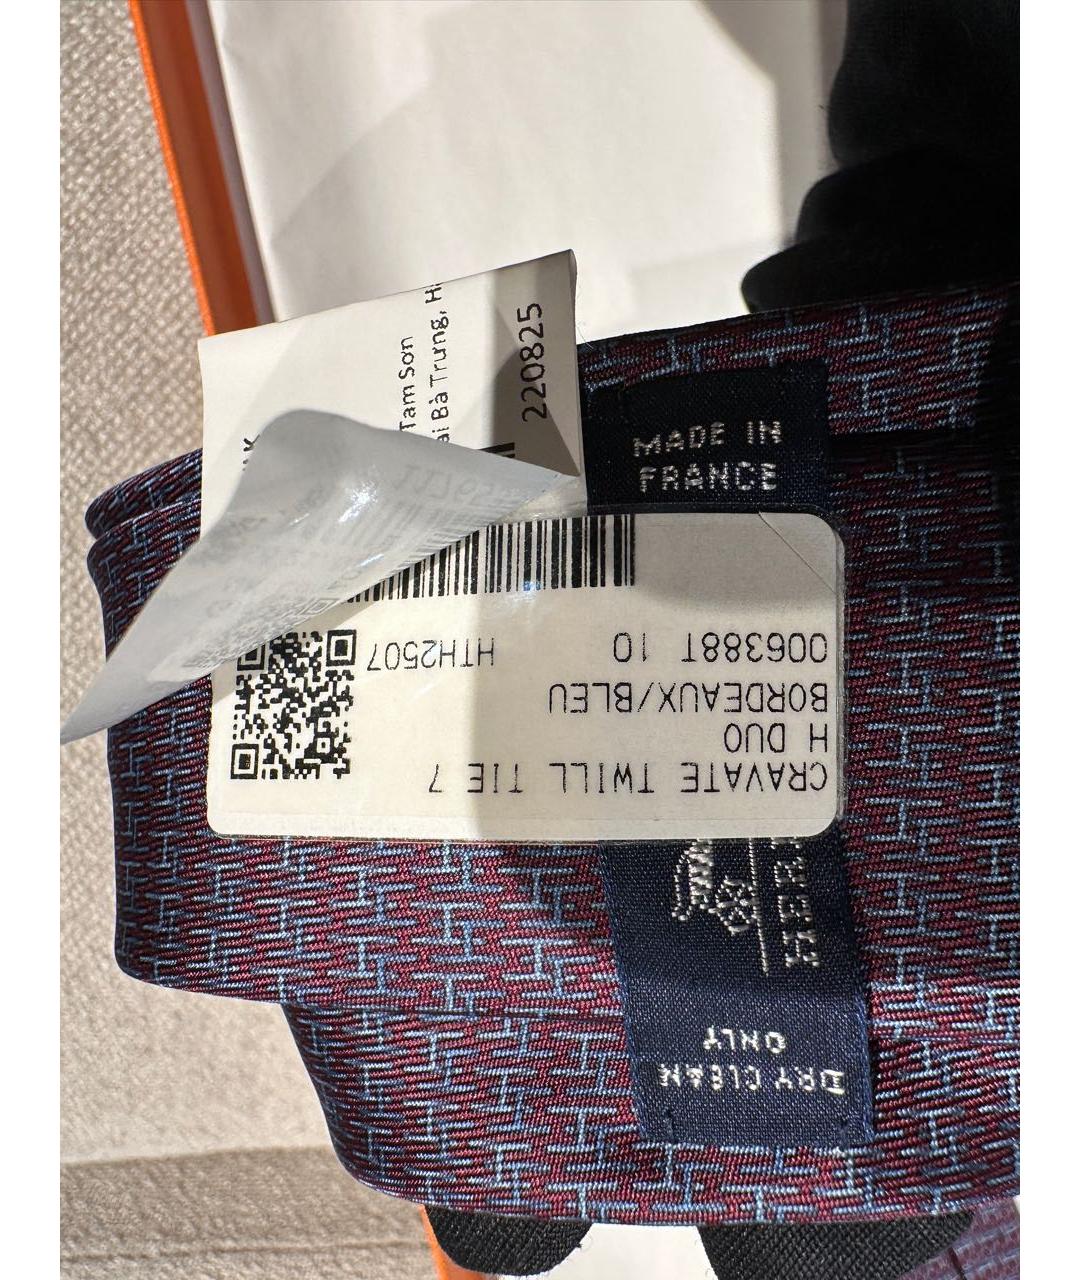 Tam Sơn
ai Bà Trưng, H
220825
MADE IN
FRANCE
CRAVATE TWILL TIE 7
H DUO
BORDEAUX/BLEU
006388T 10
HTH2507
HER
DRY CLEAN
ONLY